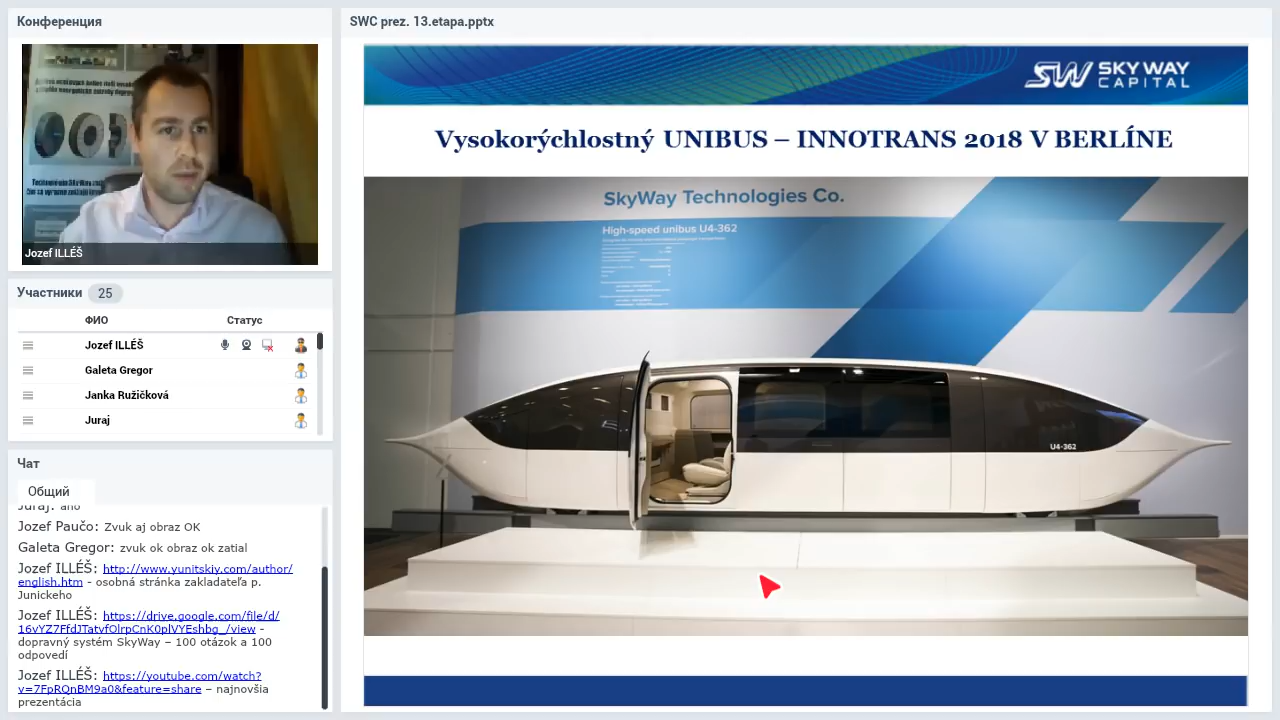 Конференция
Jozef ILLÉŠ
Участники 25
ФИО Статус
Jozef ILLÉŠ
Galeta Gregor
Janka Ružičková
Juraj
Чат
Общий
Juraj: ano
Jozef Paučo: Zvuk aj obraz OK
Galeta Gregor: zvuk ok obraz ok zatial
Jozef ILLÉŠ: http://www.yunitskiy.com/author/
english.htm - osobná stránka zakladateľa p.
Junickeho
Jozef ILLÉŠ: https://drive.google.com/file/d/
16vYZ7FfdJTatvfOlrpCnK0plVYEshbg_/view -
dopravný systém SkyWay – 100 otázok a 100
odpovedí
Jozef ILLÉŠ: https://youtube.com/watch?
v=7FpRQnBM9a0&feature=share – najnovšia
prezentácia
SWC prez. 13.etapa.pptx
SW SKY WAY
CAPITAL
Vysokorýchlostný UNIBUS – INNOTRANS 2018 V BERLÍNE
SkyWay Technologies Co.
High-speed unibus U4-362
U4-362